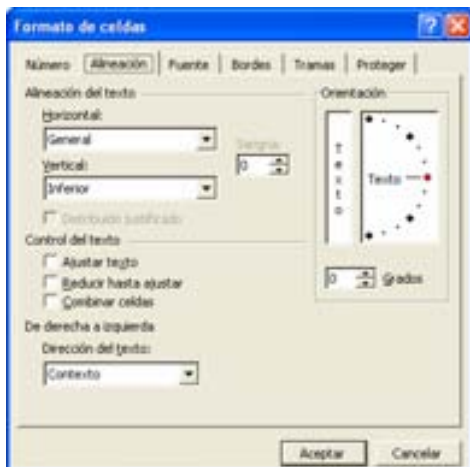 Formato de celdas
Número Alineación Fuente Bordes Tramas Proteger
Alineación del texto
Horizontal:
General
Sangría:
0
Vertical:
Inferior
Distribuido justificado
Orientación
Texto
Texto
0 Grados
Control del texto
Ajustar texto
Reducir hasta ajustar
Combinar celdas
De derecha a izquierda
Dirección del texto:
Contexto
Aceptar Cancelar